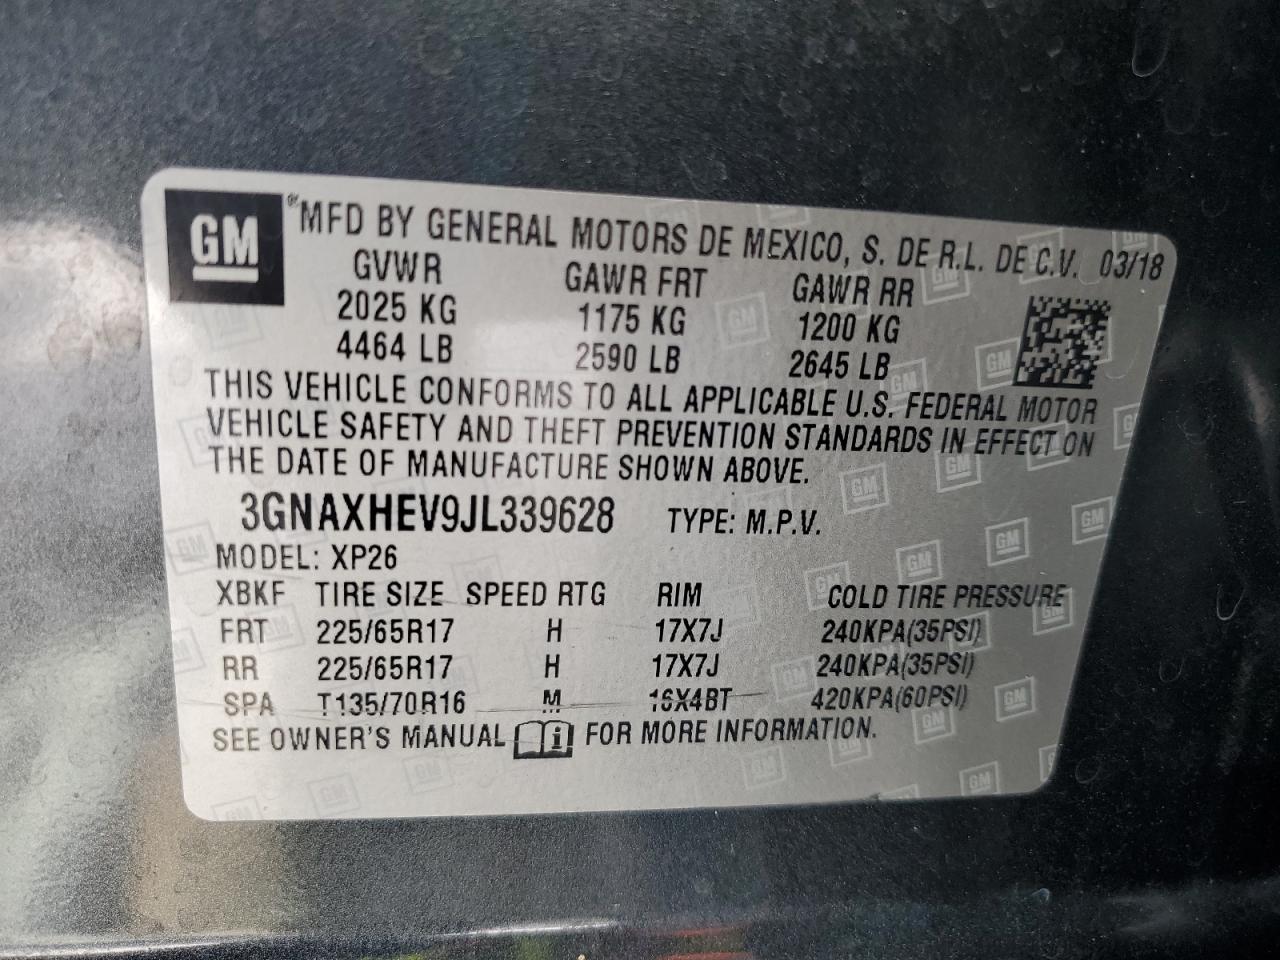 GM ® MFD BY GENERAL MOTORS DE MEXICO, S. DE R.L. DE C.V. 03/18
GVWR GAWR FRT GAWR RR
2025 KG 1175 KG 1200 KG
4464 LB 2590 LB 2645 LB
THIS VEHICLE CONFORMS TO ALL APPLICABLE U.S. FEDERAL MOTOR
VEHICLE SAFETY AND THEFT PREVENTION STANDARDS IN EFFECT ON
THE DATE OF MANUFACTURE SHOWN ABOVE.
3GNAXHEV9JL339628 TYPE: M.P.V.
MODEL: XP26
XBKF TIRE SIZE SPEED RTG RIM COLD TIRE PRESSURE
FRT 225/65R17 H 17X7J 240KPA(35PSI)
RR 225/65R17 H 17X7J 240KPA(35PSI)
SPA T135/70R16 M 16X4BT 420KPA(60PSI)
SEE OWNER'S MANUAL FOR MORE INFORMATION.